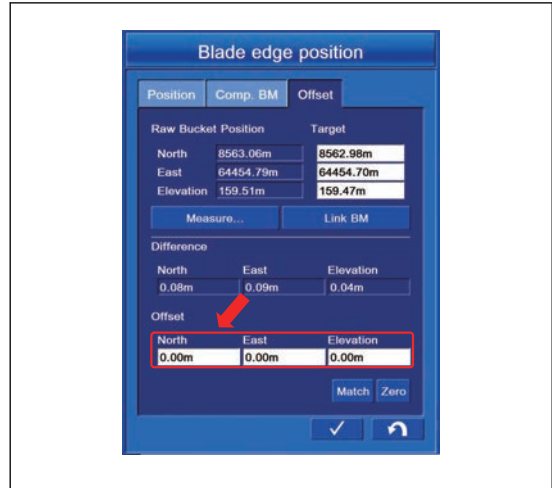 Blade edge position
Position Comp. BM Offset
Raw Bucket Position Target
North 8563.06m 8562.98m
East 64454.79m 64454.70m
Elevation 159.51m 159.47m
Measure... Link BM
Difference
North East Elevation
0.08m 0.09m 0.04m
Offset
North East Elevation
0.00m 0.00m 0.00m
Match Zero